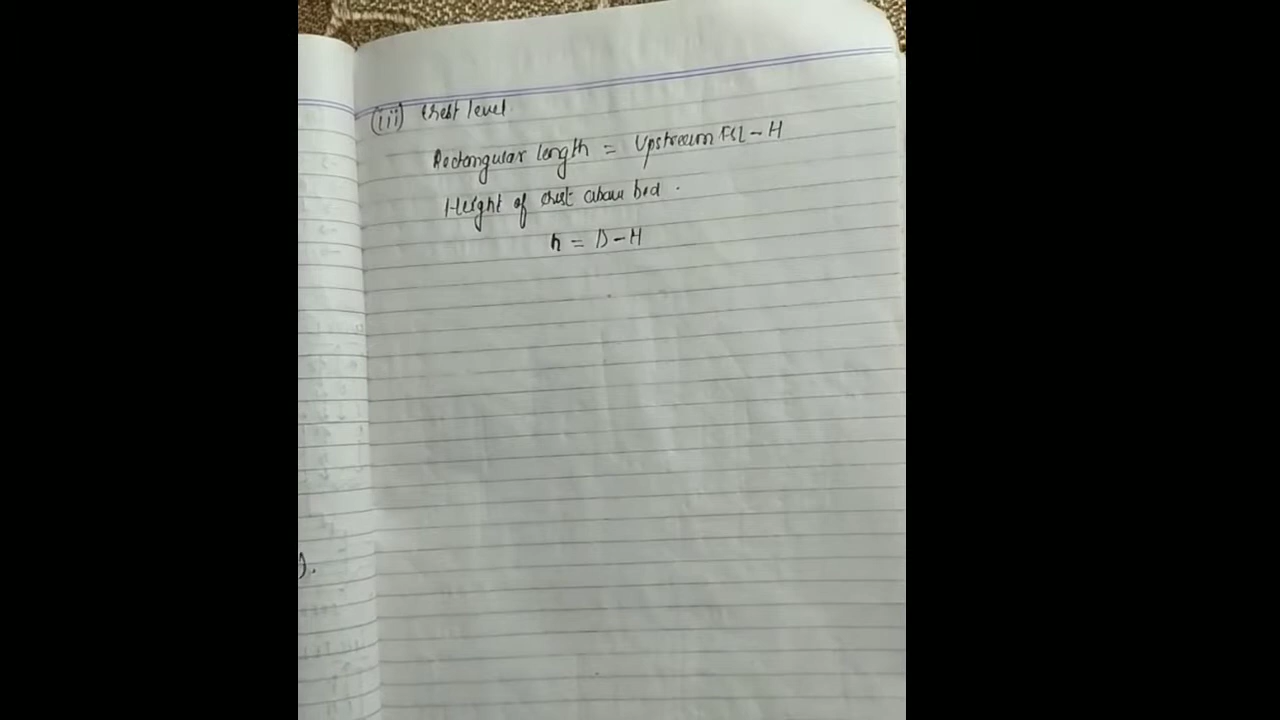 (iii) Crest level
Rectangular length = Upstream FSL - H
Height of crest above bed.
h = D - H
).